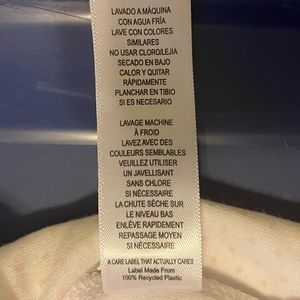 LAVADO A MÁQUINA
CON AGUA FRÍA
LAVE CON COLORES
SIMILARES
NO USAR CLORO/LEJIA
SECADO EN BAJO
CALOR Y QUITAR
RÁPIDAMENTE
PLANCHAR EN TIBIO
SI ES NECESARIO
LAVAGE MACHINE
À FROID
LAVEZ AVEC DES
COULEURS SEMBLABLES
VEUILLEZ UTILISER
UN JAVELLISANT
SANS CHLORE
SI NÉCESSAIRE
LA CHUTE SÈCHE SUR
LE NIVEAU BAS
ENLÈVE RAPIDEMENT
REPASSAGE MOYEN
SI NÉCESSAIRE
A CARE LABEL THAT ACTUALLY CARES
Label Made From
100% Recycled Plastic